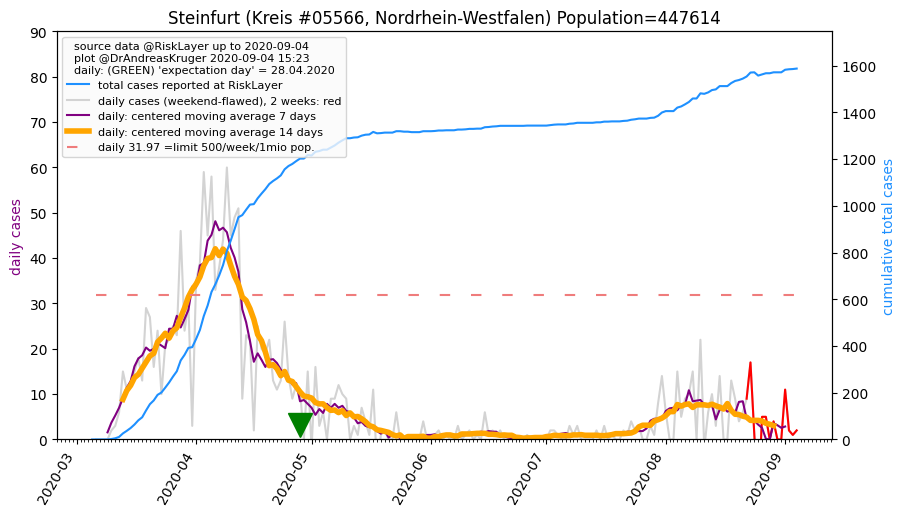 Steinfurt (Kreis #05566, Nordrhein-Westfalen) Population=447614
source data @RiskLayer up to 2020-09-04
plot @DrAndreasKruger 2020-09-04 15:23
daily: (GREEN) 'expectation day' = 28.04.2020
total cases reported at RiskLayer
daily cases (weekend-flawed), 2 weeks: red
daily: centered moving average 7 days
daily: centered moving average 14 days
daily 31.97 =limit 500/week/1mio pop.
daily cases
90
80
70
60
50
40
30
20
10
0
cumulative total cases
1600
1400
1200
1000
800
600
400
200
0
2020-03
2020-04
2020-05
2020-06
2020-07
2020-08
2020-09